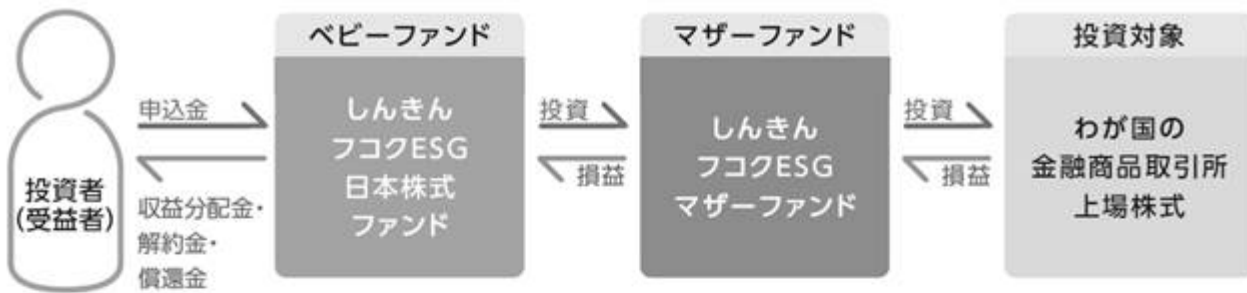 投資者
(受益者)
申込金
収益分配金・
解約金・
償還金
ベビーファンド
しんきん
フコクESG
日本株式
ファンド
投資
損益
マザーファンド
しんきん
フコクESG
マザーファンド
投資
損益
投資対象
わが国の
金融商品取引所
上場株式